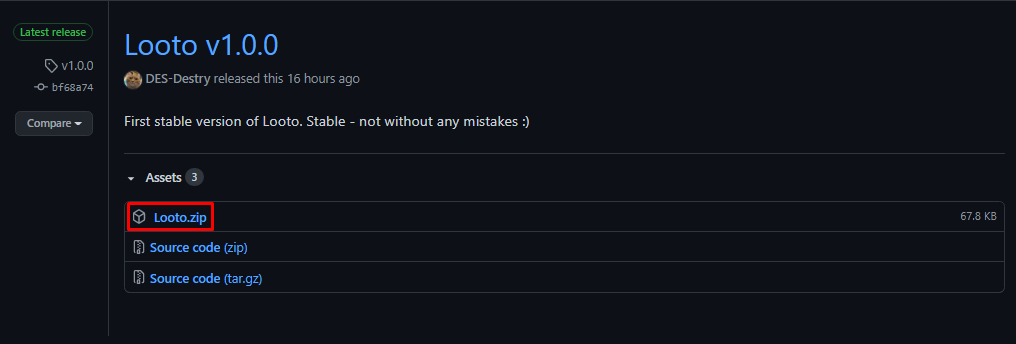 Latest release
v1.0.0
bf68a74
Compare
Looto v1.0.0
DES-Destry released this 16 hours ago
First stable version of Looto. Stable - not without any mistakes :)
Assets 3
Looto.zip 67.8 KB
Source code (zip)
Source code (tar.gz)